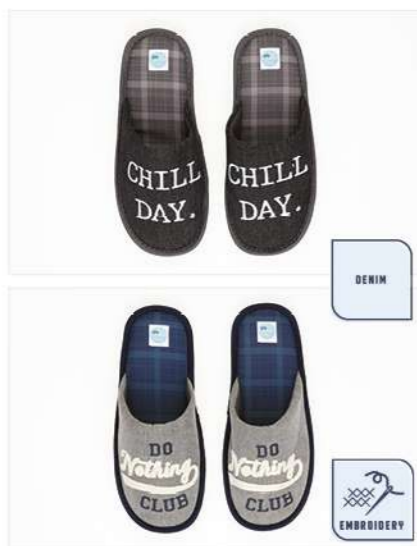 CHILL
DAY.
CHILL
DAY.
DENIM
DO
Nothing
CLUB
DO
Nothing
CLUB
EMBROIDERY